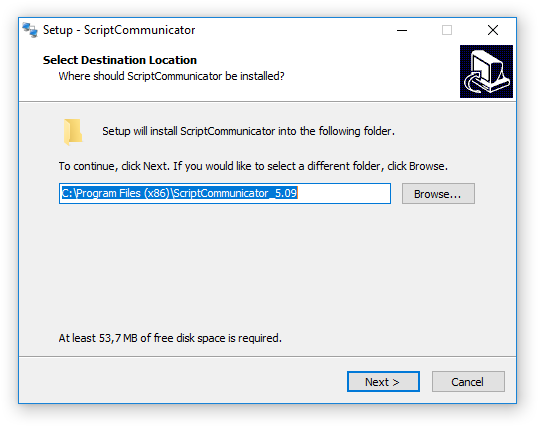 Setup - ScriptCommunicator
Select Destination Location
Where should ScriptCommunicator be installed?
Setup will install ScriptCommunicator into the following folder.
To continue, click Next. If you would like to select a different folder, click Browse.
C:\Program Files (x86)\ScriptCommunicator_5.09
Browse...
At least 53,7 MB of free disk space is required.
Next >
Cancel